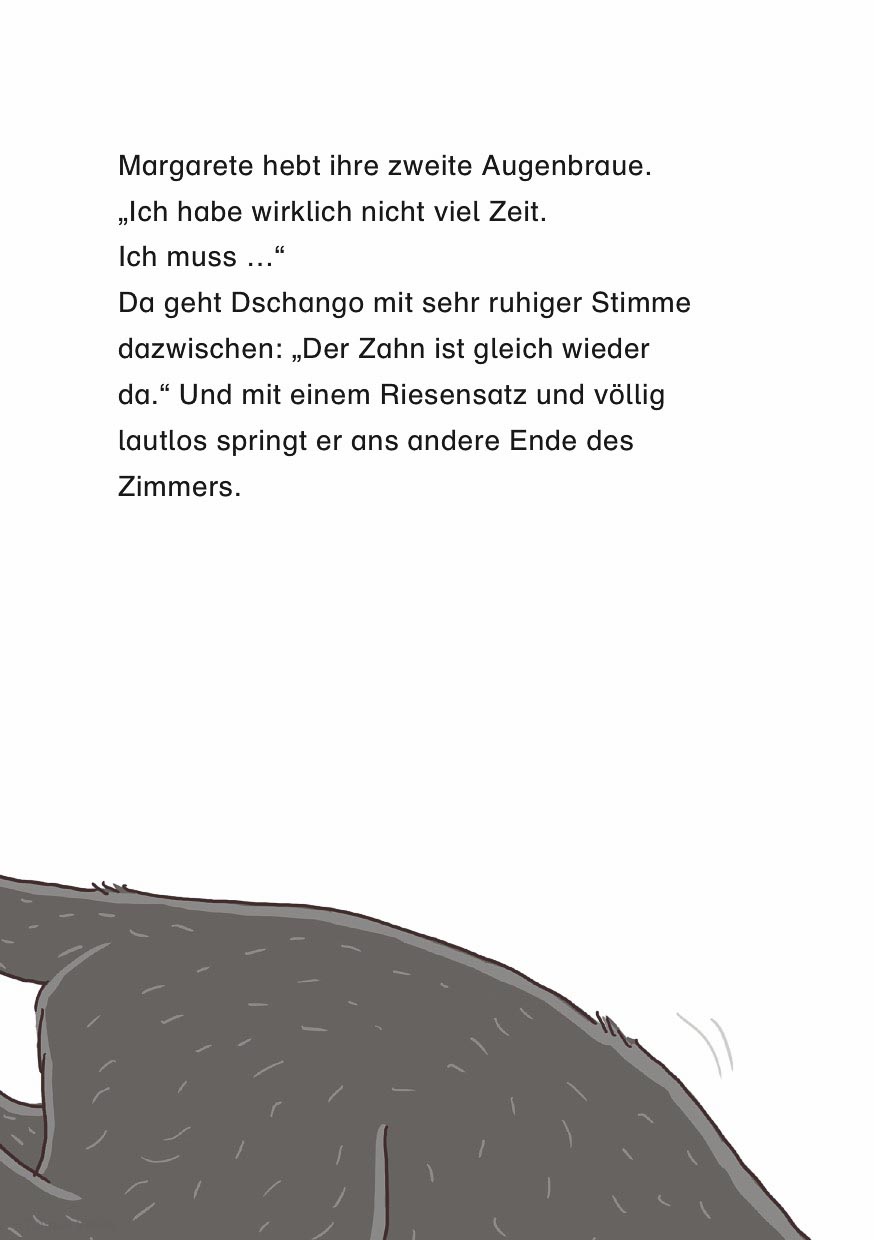 Margarete hebt ihre zweite Augenbraue.
„Ich habe wirklich nicht viel Zeit.
Ich muss …“
Da geht Dschango mit sehr ruhiger Stimme
dazwischen: „Der Zahn ist gleich wieder
da.“ Und mit einem Riesensatz und völlig
lautlos springt er ans andere Ende des
Zimmers.